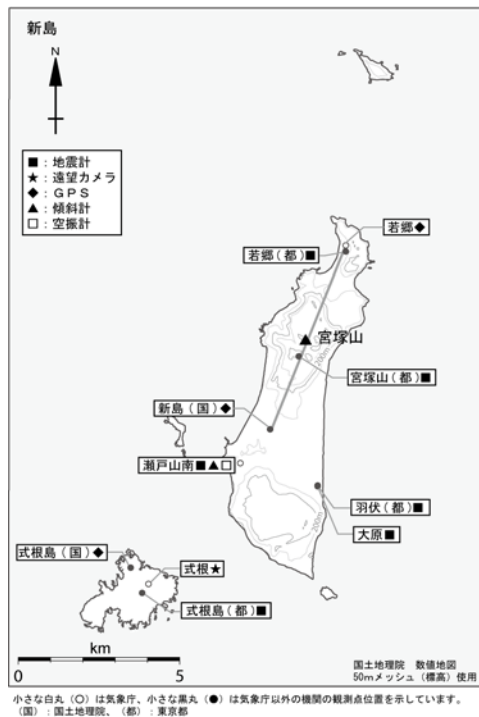 新島
N
■：地震計
★：遠望カメラ
◆：ＧＰＳ
▲：傾斜計
□：空振計
若郷◆
若郷（都）■
宮塚山
200m
宮塚山（都）■
新島（国）◆
瀬戸山南■▲□
羽伏（都）■
200m
大原■
式根島（国）◆
式根★
式根島（都）■
km
0 5
国土地理院　数値地図
50mメッシュ（標高）使用
小さな白丸（○）は気象庁、小さな黒丸（●）は気象庁以外の機関の観測点位置を示しています。
（国）：国土地理院、（都）：東京都